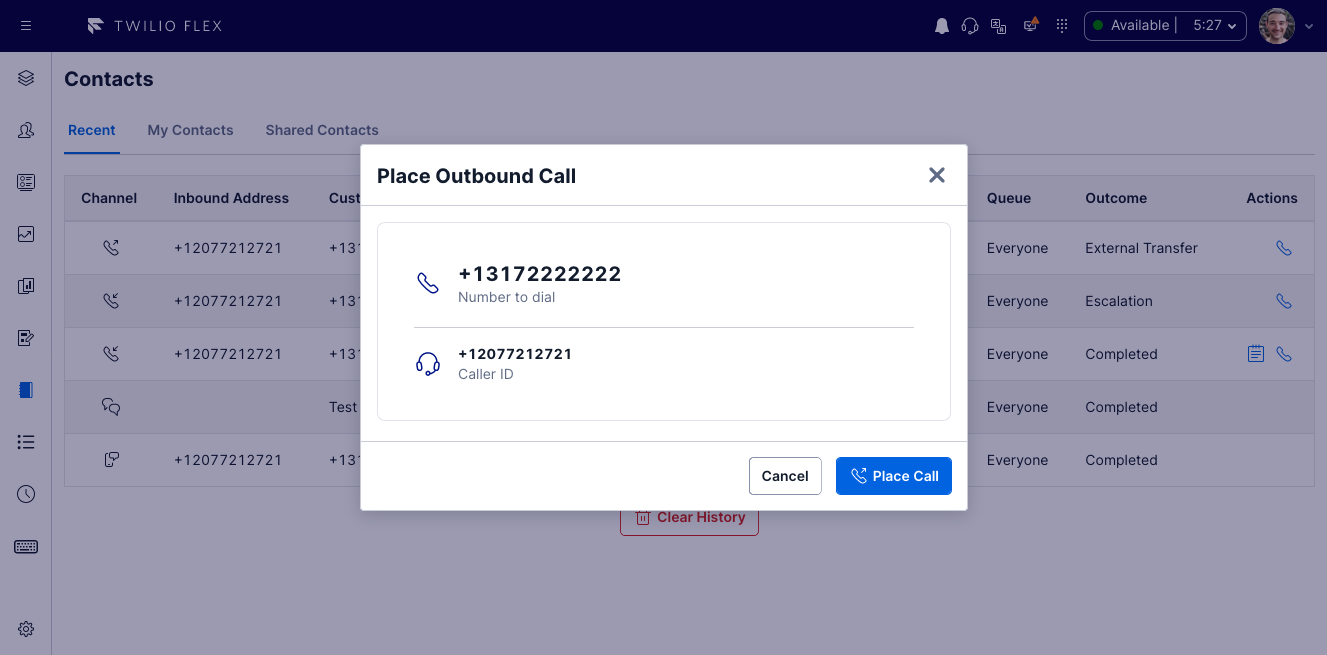 TWILIO FLEX
Available | 5:27
Contacts
Recent My Contacts Shared Contacts
Place Outbound Call
Channel Inbound Address Cust Queue Outcome Actions
+12077212721 +131 Everyone External Transfer
+13172222222
Number to dial
+12077212721 +131 Everyone Escalation
+12077212721 +131 Everyone Completed
+12077212721
Caller ID
Test Everyone Completed
+12077212721 +131 Everyone Completed
Cancel Place Call
Clear History